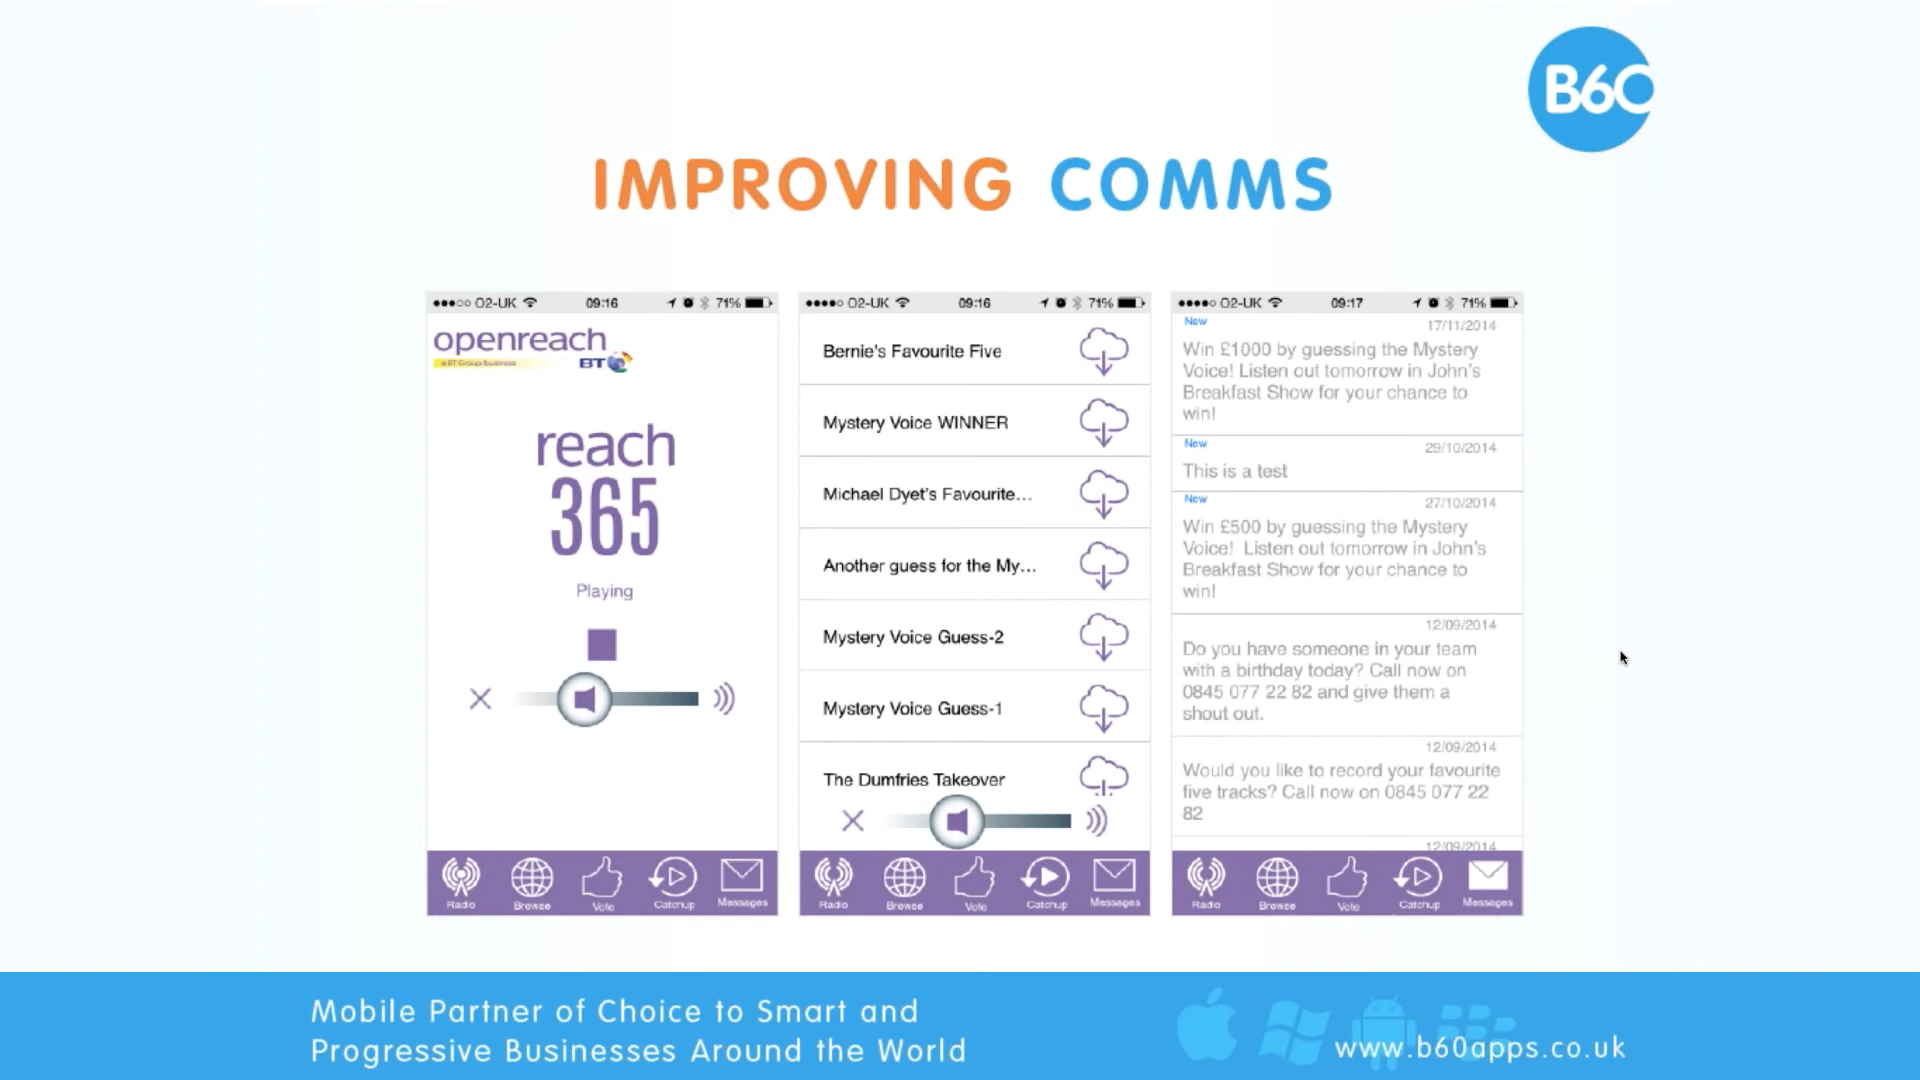 B60
IMPROVING COMMS
O2-UK 09:16 71%
openreach
a BT Group business
BT
reach
365
Playing
Radio Browse Vote Catchup Messages
O2-UK 09:16 71%
Bernie's Favourite Five
Mystery Voice WINNER
Michael Dyet's Favourite...
Another guess for the My...
Mystery Voice Guess-2
Mystery Voice Guess-1
The Dumfries Takeover
Radio Browse Vote Catchup Messages
O2-UK 09:17 71%
New 17/11/2014
Win £1000 by guessing the Mystery
Voice! Listen out tomorrow in John's
Breakfast Show for your chance to
win!
New 29/10/2014
This is a test
New 27/10/2014
Win £500 by guessing the Mystery
Voice! Listen out tomorrow in John's
Breakfast Show for your chance to
win!
12/09/2014
Do you have someone in your team
with a birthday today? Call now on
0845 077 22 82 and give them a
shout out.
12/09/2014
Would you like to record your favourite
five tracks? Call now on 0845 077 22
82
12/09/2014
Radio Browse Vote Catchup Messages
Mobile Partner of Choice to Smart and
Progressive Businesses Around the World
www.b60apps.co.uk